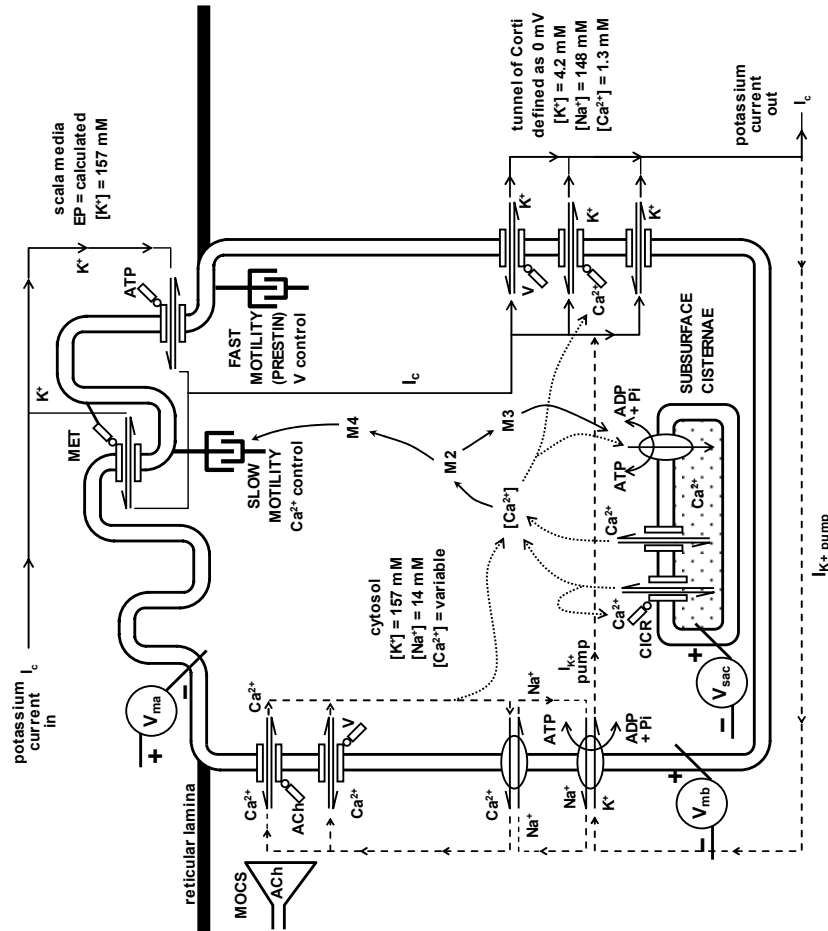 potassium
current
in
I_c
scala media
EP = calculated
[K⁺] = 157 mM
K⁺
K⁺
ATP
MET
V_ma
+
–
reticular lamina
FAST
MOTILITY
(PRESTIN)
V control
SLOW
MOTILITY
Ca²⁺ control
I_c
MOCS
ACh
Ca²⁺
Ca²⁺
ACh
V
Ca²⁺
cytosol
[K⁺] = 157 mM
[Na⁺] = 14 mM
[Ca²⁺] = variable
[Ca²⁺]
M2
M4
M3
tunnel of Corti
defined as 0 mV
[K⁺] = 4.2 mM
[Na⁺] = 148 mM
[Ca²⁺] = 1.3 mM
V
K⁺
Ca²⁺
K⁺
K⁺
potassium
current
out
I_c
Ca²⁺
Na⁺
Na⁺
Na⁺
ATP
ADP
+ Pi
K⁺
I_K+
pump
Ca²⁺
CICR
Ca²⁺
Ca²⁺
ATP
ADP
+ Pi
SUBSURFACE
CISTERNAE
V_sac
+
–
V_mb
+
–
I_K+ pump